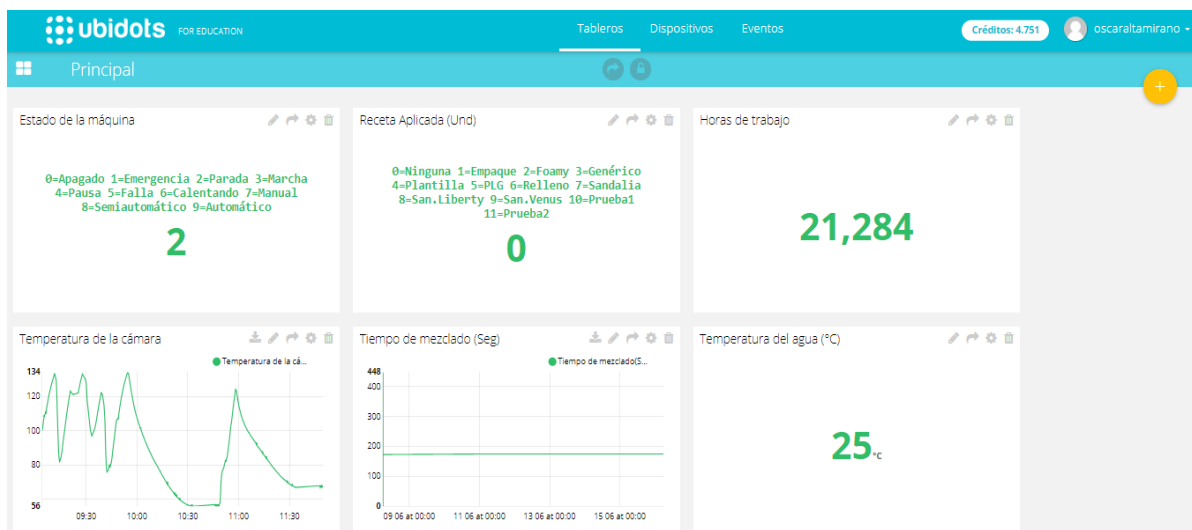 ubidots FOR EDUCATION Tableros Dispositivos Eventos Créditos: 4.751 oscaraltamirano
Principal
+
Estado de la máquina
0=Apagado 1=Emergencia 2=Parada 3=Marcha
4=Pausa 5=Falla 6=Calentando 7=Manual
8=Semiautomático 9=Automático
2
Receta Aplicada (Und)
0=Ninguna 1=Empaque 2=Foamy 3=Genérico
4=Plantilla 5=PLG 6=Relleno 7=Sandalia
8=San.Liberty 9=San.Venus 10=Prueba1
11=Prueba2
0
Horas de trabajo
21,284
Temperatura de la cámara
Temperatura de la cá...
134
120
100
80
56
09:30 10:00 10:30 11:00 11:30
Tiempo de mezclado (Seg)
Tiempo de mezclado(S...
448
400
300
200
100
0
09 06 at 00:00 11 06 at 00:00 13 06 at 00:00 15 06 at 00:00
Temperatura del agua (°C)
25 °C